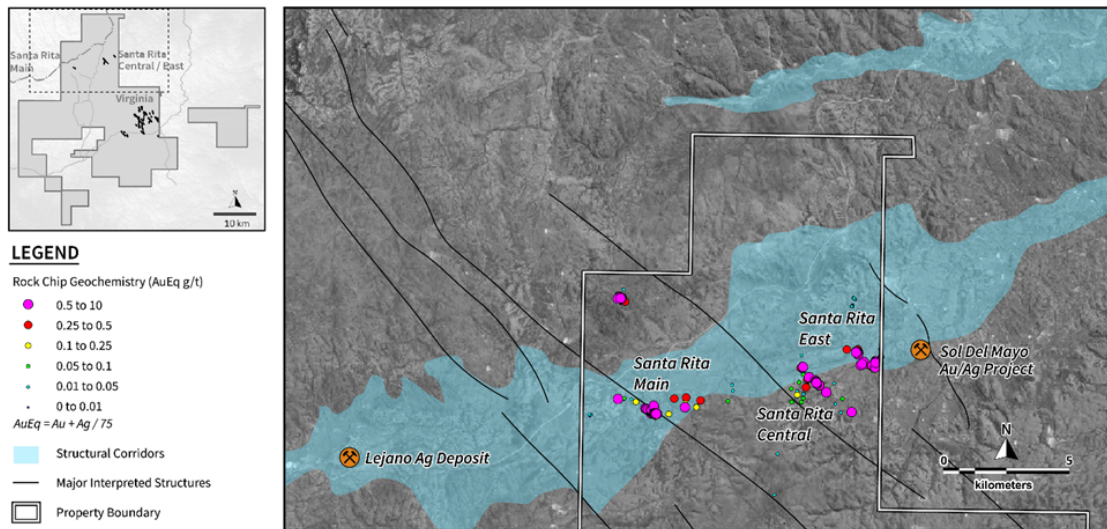 Santa Rita
Main
Santa Rita
Central / East
Virginia
N
10 km
LEGEND
Rock Chip Geochemistry (AuEq g/t)
0.5 to 10
0.25 to 0.5
0.1 to 0.25
0.05 to 0.1
0.01 to 0.05
0 to 0.01
AuEq = Au + Ag / 75
Structural Corridors
Major Interpreted Structures
Property Boundary
Santa Rita
East
Sol Del Mayo
Au/Ag Project
Santa Rita
Main
Santa Rita
Central
Lejano Ag Deposit
N
0 5
kilometers